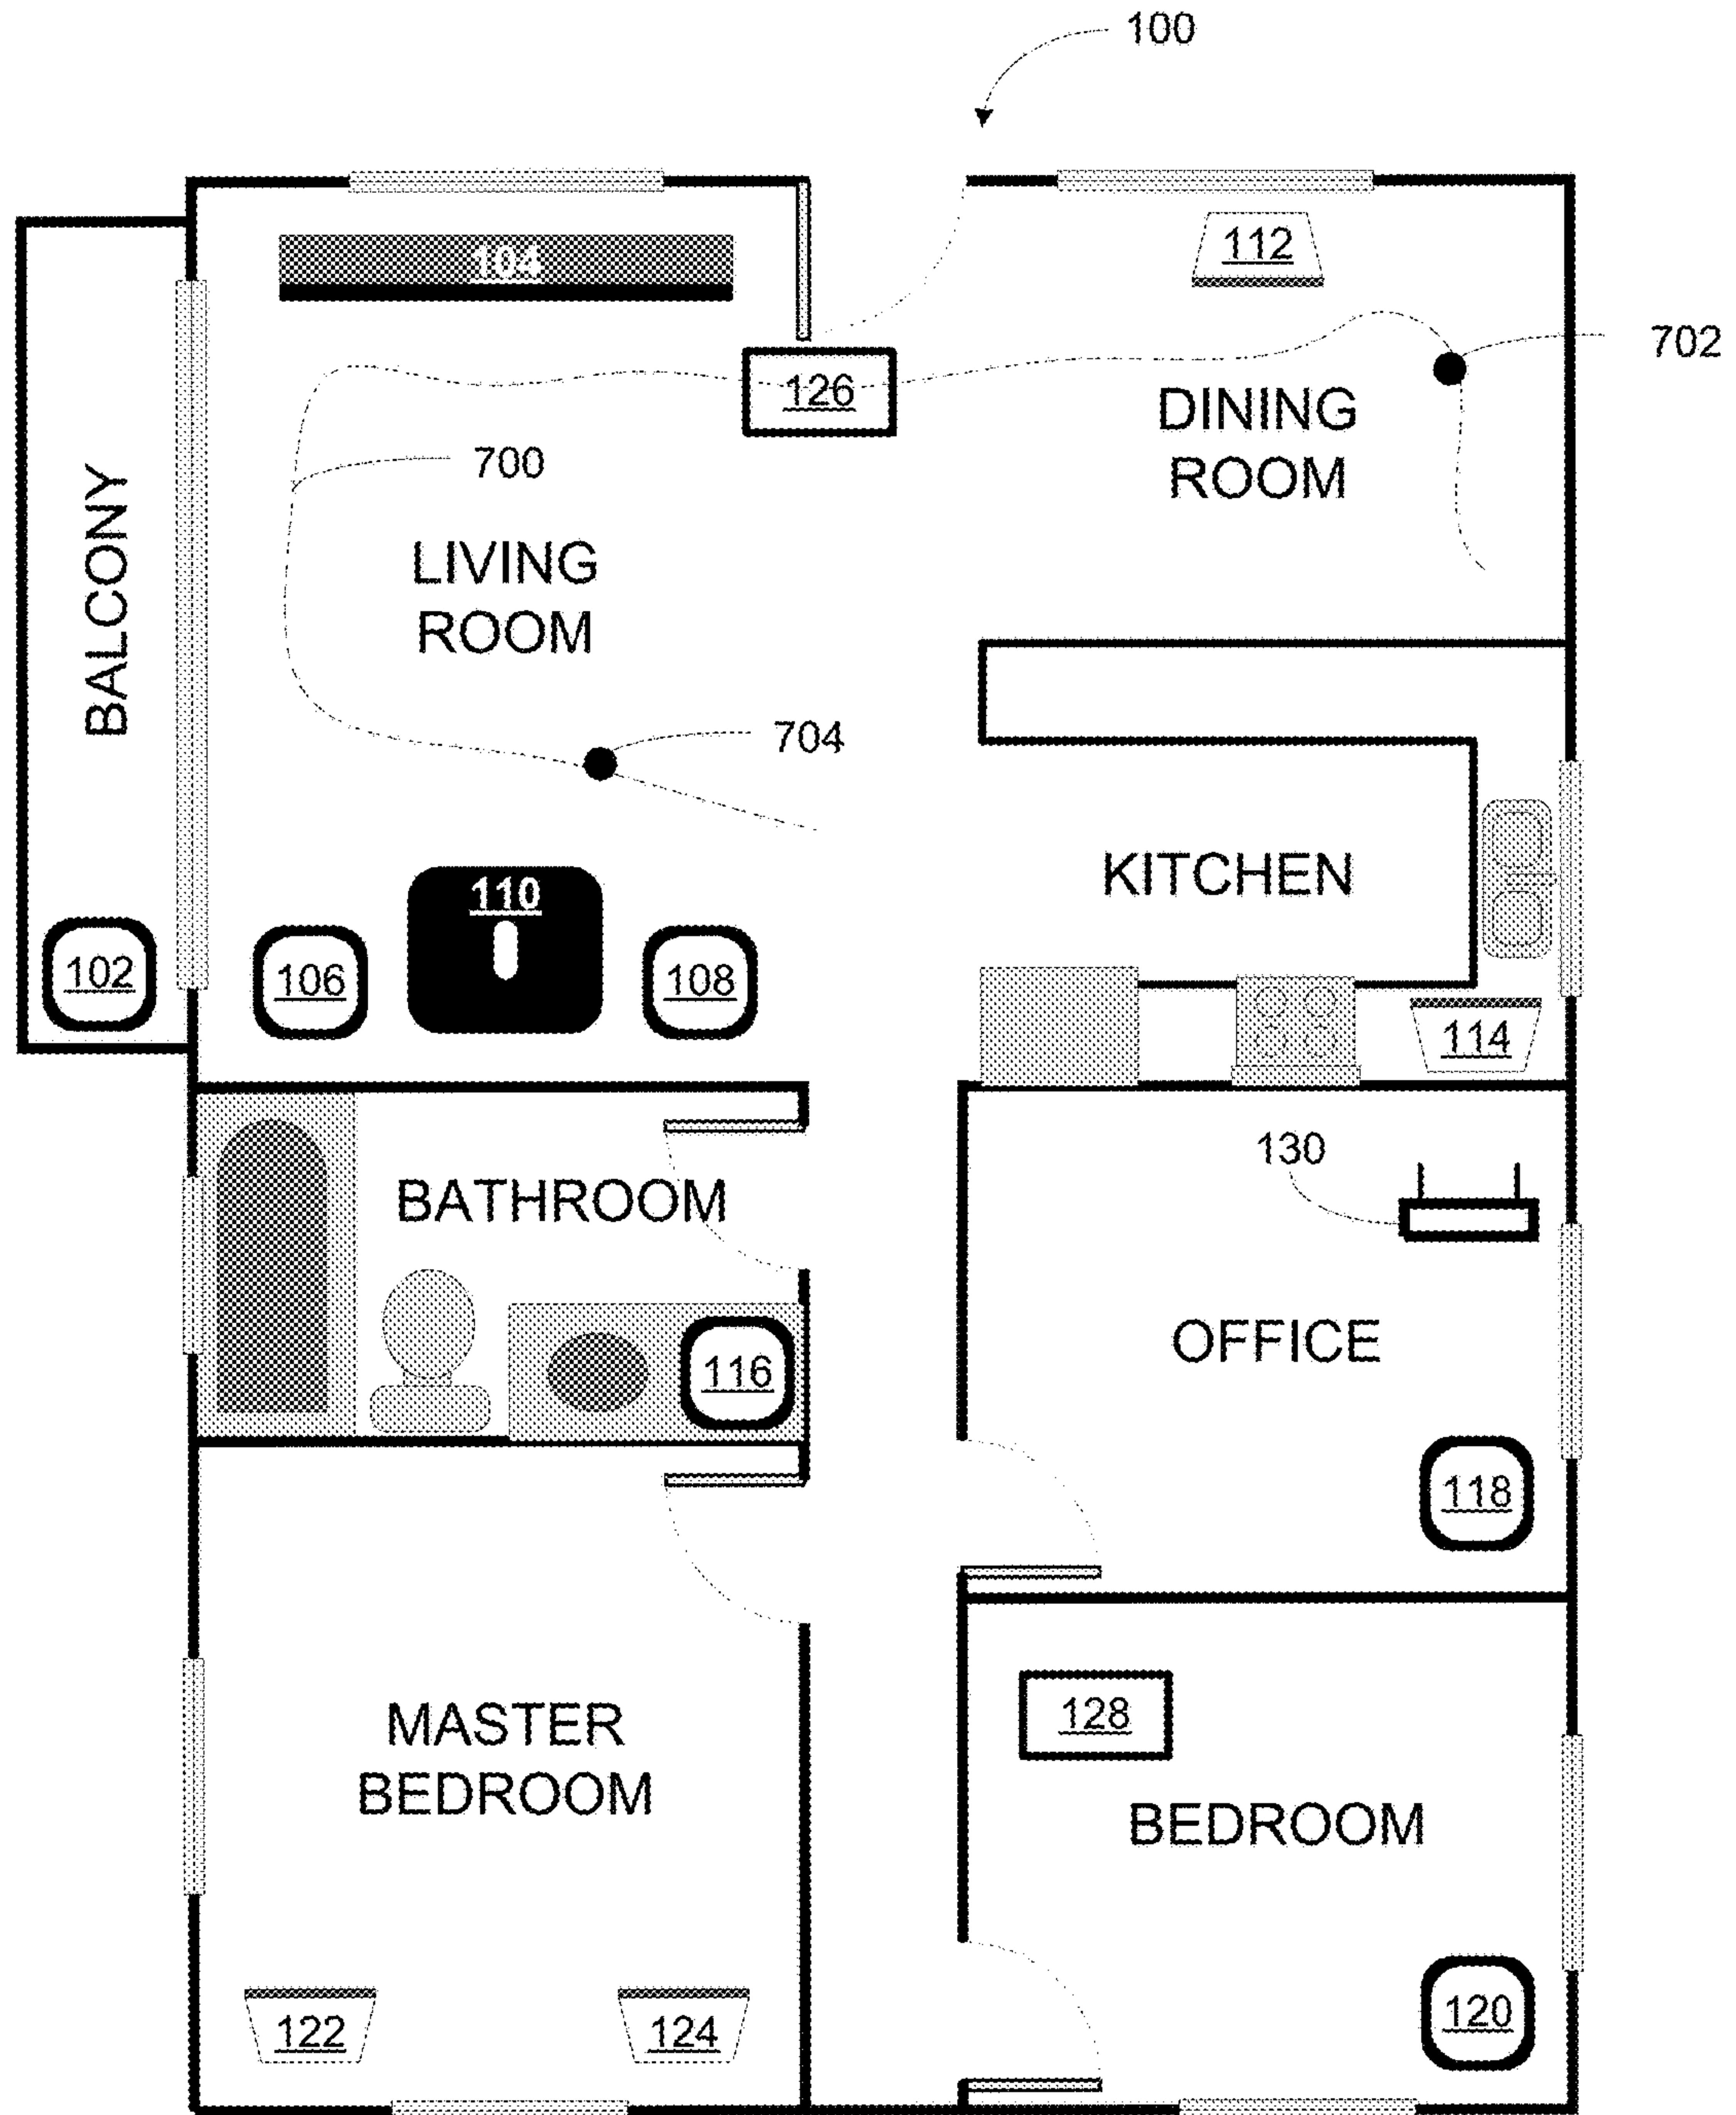 100
104
112
702
126
DINING
ROOM
700
BALCONY
LIVING
ROOM
704
KITCHEN
110
102
106
108
114
130
BATHROOM
OFFICE
116
118
128
MASTER
BEDROOM
BEDROOM
122
124
120